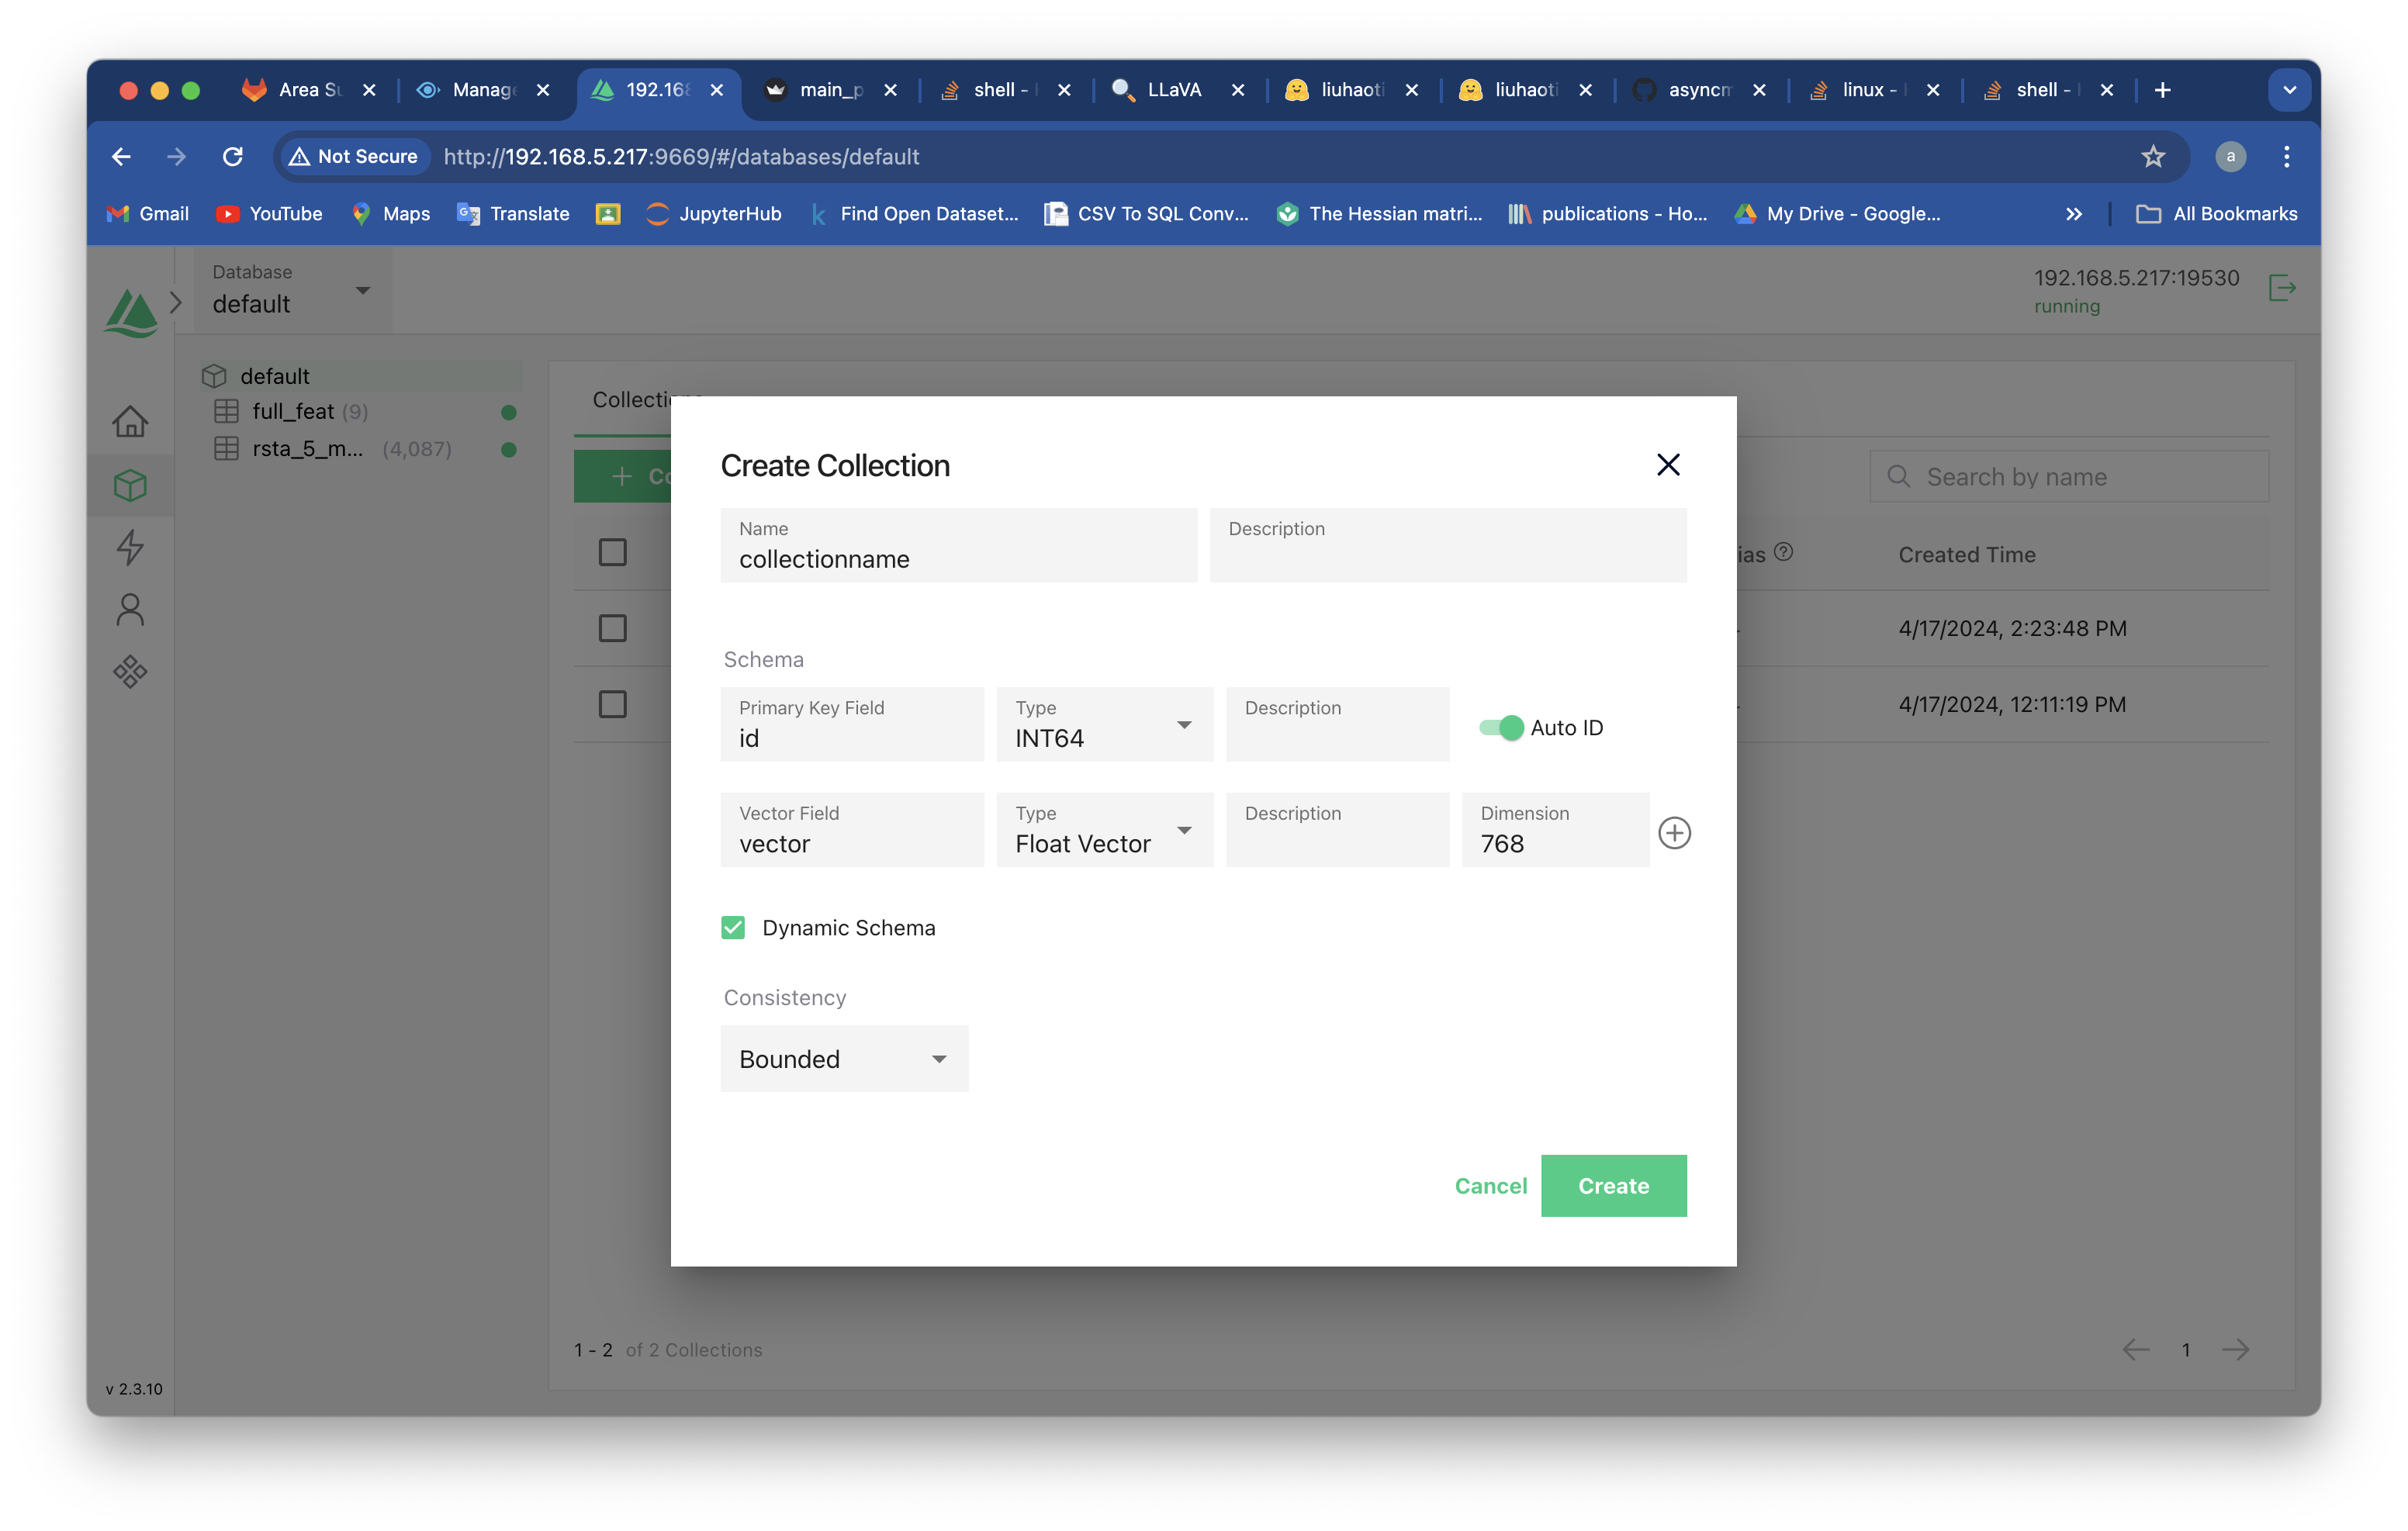 Area Su
Manage
192.168
main_p
shell -
LLaVA
liuhaoti
liuhaoti
asyncm
linux -
shell -
Not Secure
http://192.168.5.217:9669/#/databases/default
a
Gmail
YouTube
Maps
Translate
JupyterHub
Find Open Dataset...
CSV To SQL Conv...
The Hessian matri...
publications - Ho...
My Drive - Google...
All Bookmarks
Database
default
192.168.5.217:19530
running
default
full_feat (9)
rsta_5_m... (4,087)
Collections
Search by name
ias
Created Time
4/17/2024, 2:23:48 PM
4/17/2024, 12:11:19 PM
Create Collection
Name
collectionname
Description
Schema
Primary Key Field
id
Type
INT64
Description
Auto ID
Vector Field
vector
Type
Float Vector
Description
Dimension
768
Dynamic Schema
Consistency
Bounded
Cancel
Create
1 - 2 of 2 Collections
1
v 2.3.10